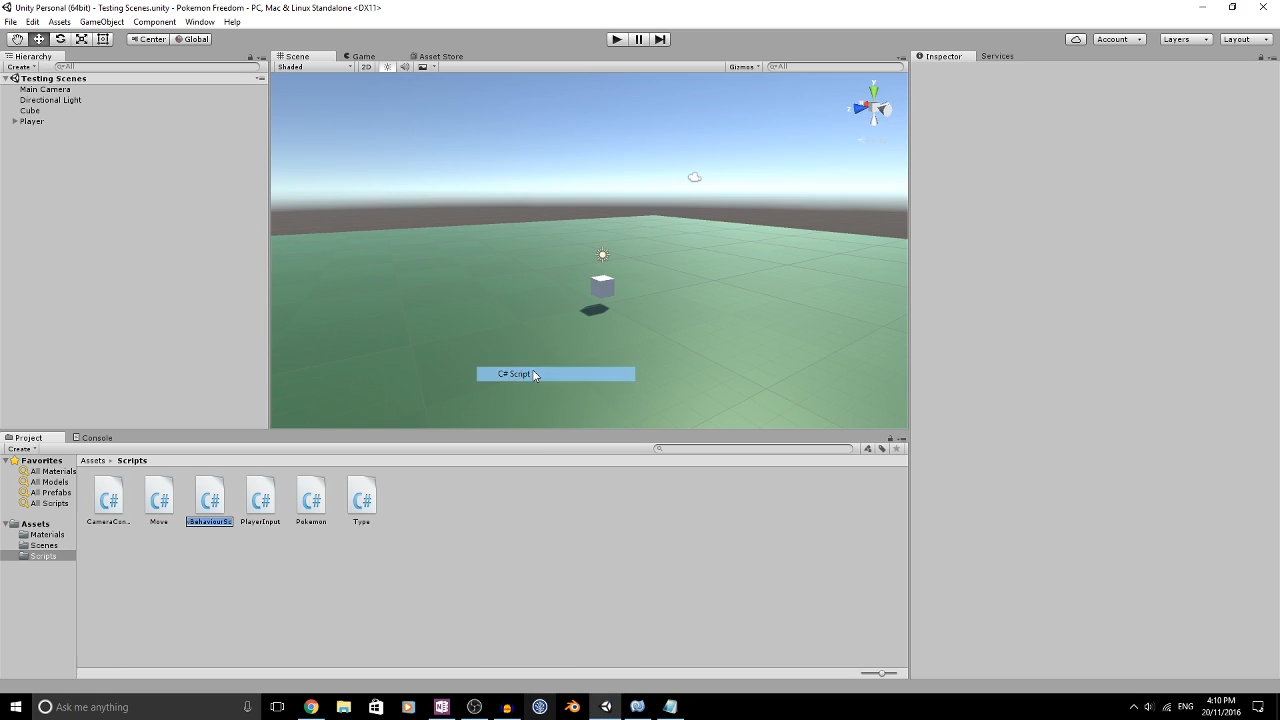 Unity Personal (64bit) - Testing Scenes.unity - Pokemon Freedom - PC, Mac & Linux Standalone <DX11>
File Edit Assets GameObject Component Window Help
Center Global Account Layers Layout
Hierarchy Scene Game Asset Store Inspector Services
Create All Shaded 2D Gizmos All
Testing Scenes
Main Camera
Directional Light
Cube
Player
y
z
C# Script
Project Console
Create
Favorites
All Materials
All Models
All Prefabs
All Scripts
Assets
Materials
Scenes
Scripts
Assets Scripts
C# C# C# C# C# C#
CameraCon... Move vBehaviourSc PlayerInput Pokemon Type
Ask me anything
ENG
4:10 PM
20/11/2016